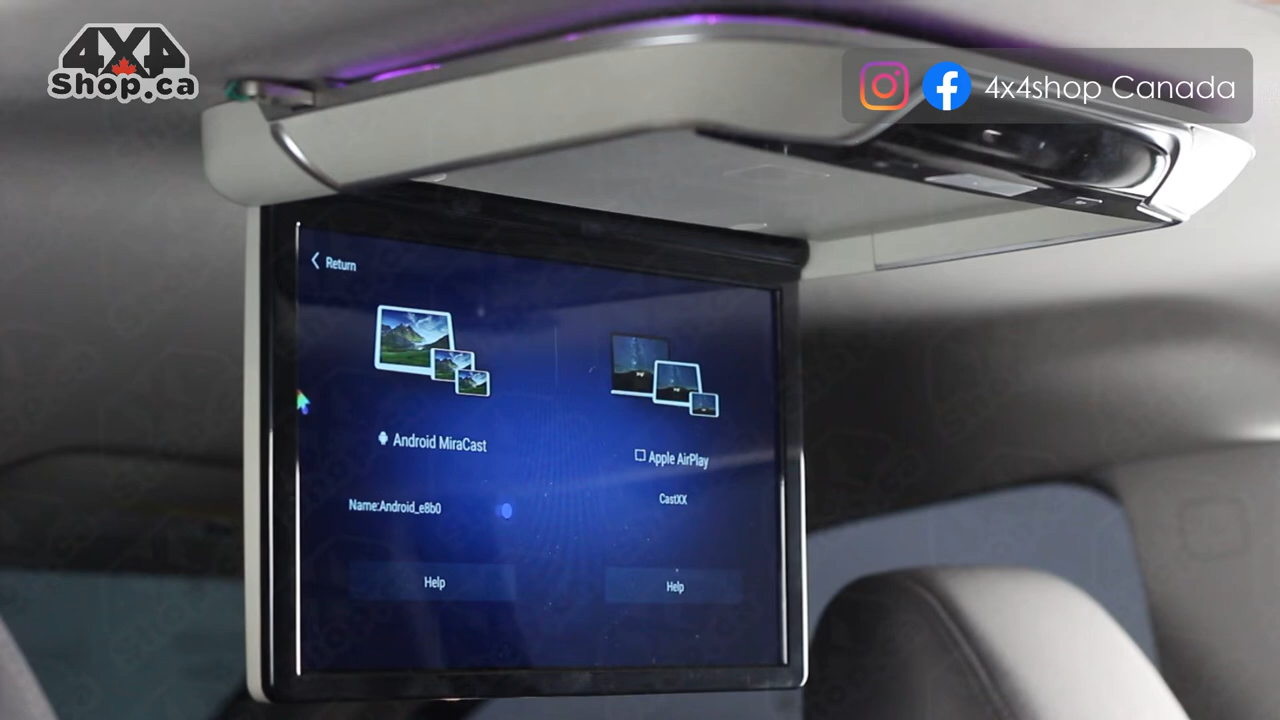 4X4
Shop.ca
4x4shop Canada
Return
Android MiraCast
Apple AirPlay
Name:Android_e8b0
CastXX
Help
Help